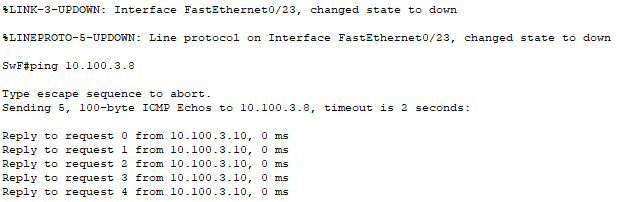 %LINK-3-UPDOWN: Interface FastEthernet0/23, changed state to down
%LINEPROTO-5-UPDOWN: Line protocol on Interface FastEthernet0/23, changed state to down
SwF#ping 10.100.3.8
Type escape sequence to abort.
Sending 5, 100-byte ICMP Echos to 10.100.3.8, timeout is 2 seconds:
Reply to request 0 from 10.100.3.10, 0 ms
Reply to request 1 from 10.100.3.10, 0 ms
Reply to request 2 from 10.100.3.10, 0 ms
Reply to request 3 from 10.100.3.10, 0 ms
Reply to request 4 from 10.100.3.10, 0 ms